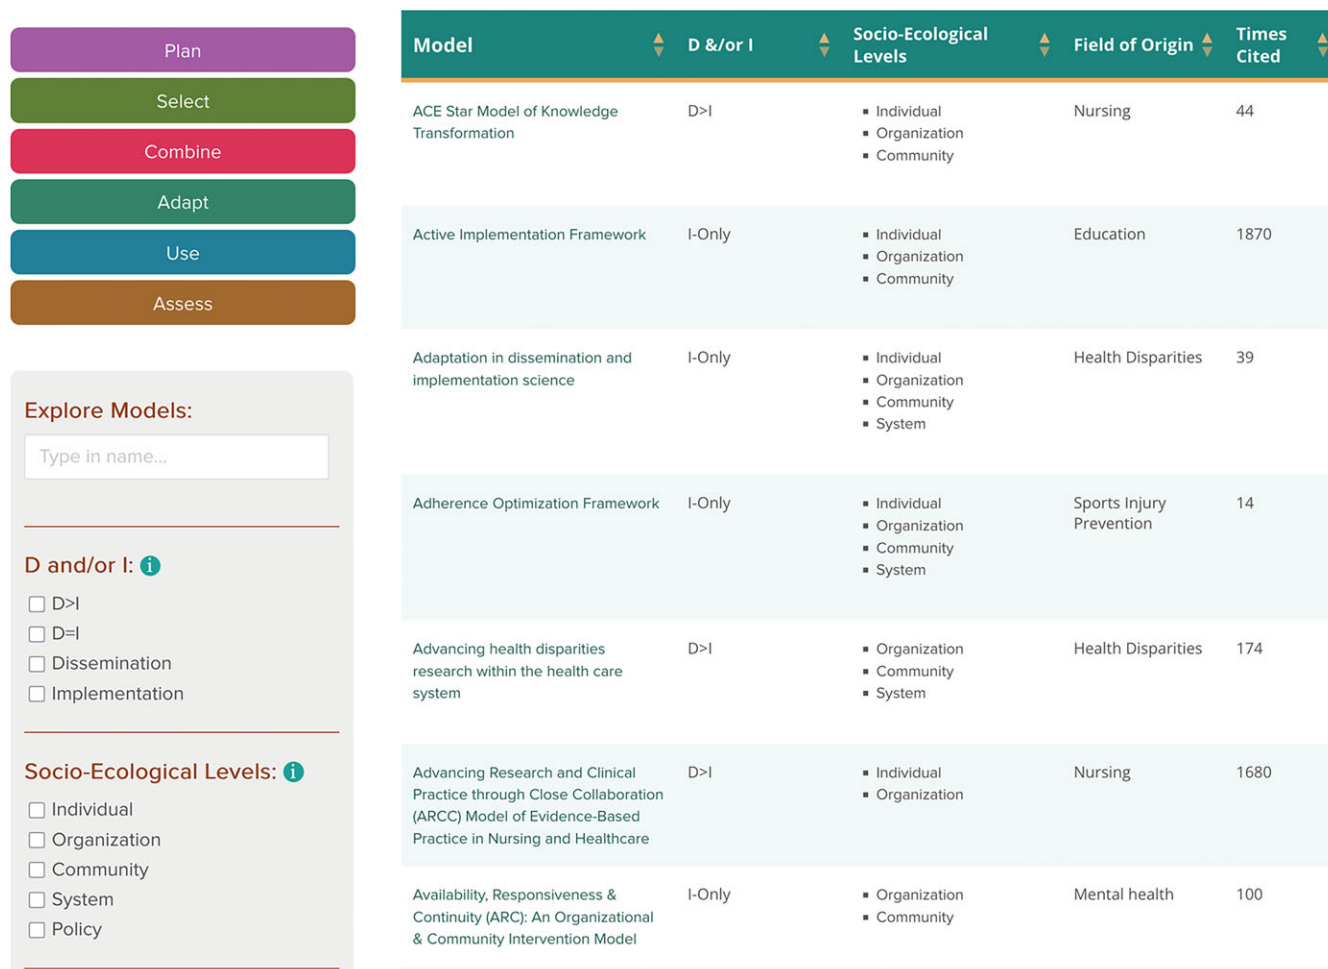 Plan
Select
Combine
Adapt
Use
Assess
Explore Models:
Type in name...
D and/or I: i
D>I
D=I
Dissemination
Implementation
Socio-Ecological Levels: i
Individual
Organization
Community
System
Policy
Model D &/or I Socio-Ecological Levels Field of Origin Times Cited
ACE Star Model of Knowledge
Transformation
D>I
▪ Individual
▪ Organization
▪ Community
Nursing
44
Active Implementation Framework
I-Only
▪ Individual
▪ Organization
▪ Community
Education
1870
Adaptation in dissemination and
implementation science
I-Only
▪ Individual
▪ Organization
▪ Community
▪ System
Health Disparities
39
Adherence Optimization Framework
I-Only
▪ Individual
▪ Organization
▪ Community
▪ System
Sports Injury
Prevention
14
Advancing health disparities
research within the health care
system
D>I
▪ Organization
▪ Community
▪ System
Health Disparities
174
Advancing Research and Clinical
Practice through Close Collaboration
(ARCC) Model of Evidence-Based
Practice in Nursing and Healthcare
D>I
▪ Individual
▪ Organization
Nursing
1680
Availability, Responsiveness &
Continuity (ARC): An Organizational
& Community Intervention Model
I-Only
▪ Organization
▪ Community
Mental health
100